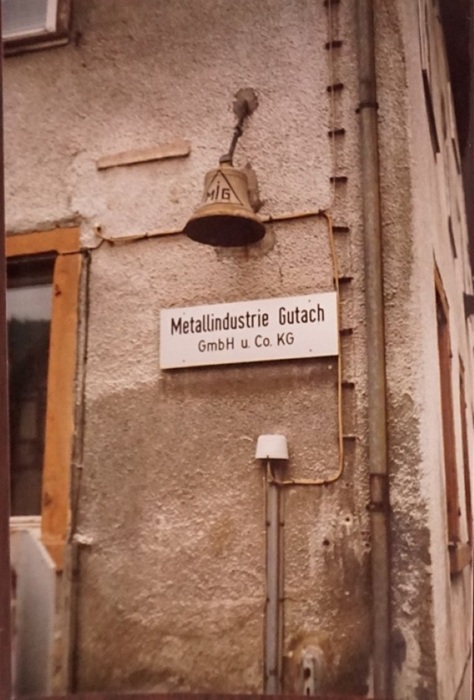 MIG
Metallindustrie Gutach
GmbH u. Co. KG